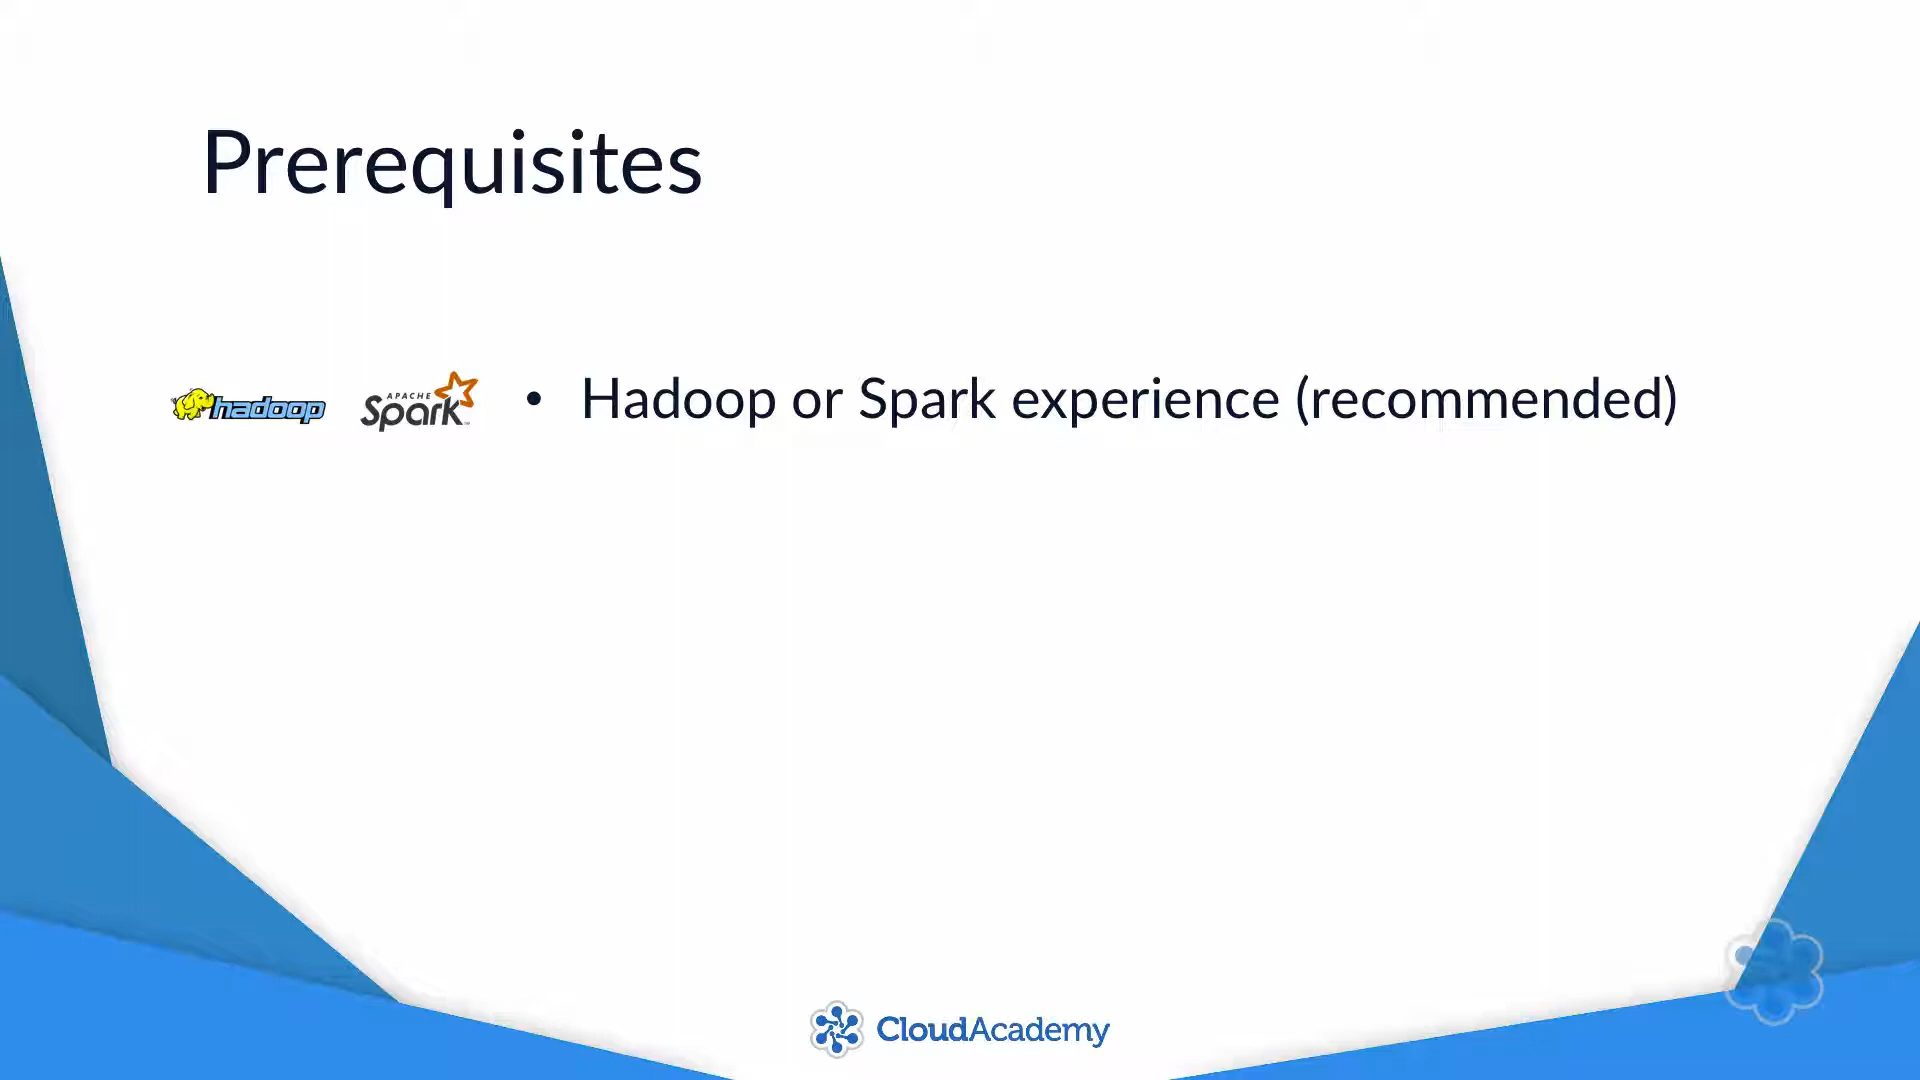 Prerequisites
hadoop
APACHE
Spark
• Hadoop or Spark experience (recommended)
CloudAcademy